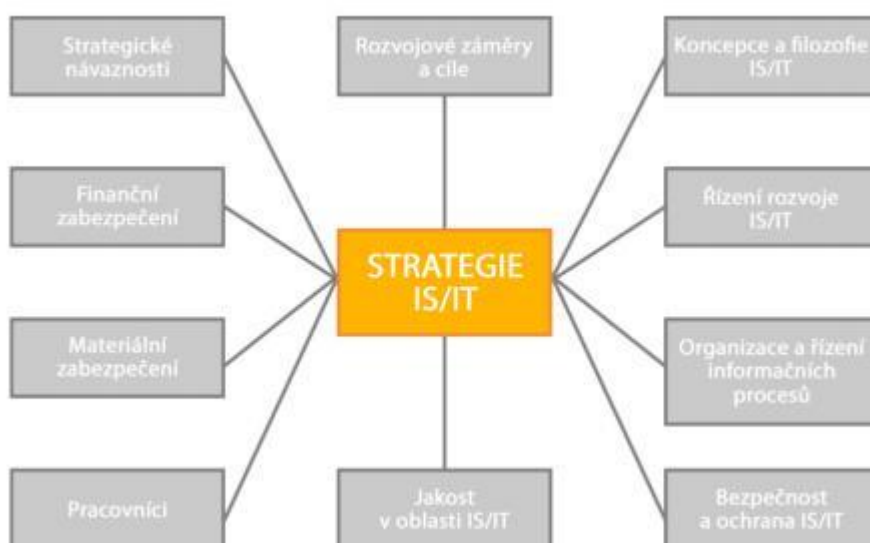 Strategické
návaznosti
Rozvojové záměry
a cíle
Koncepce a filozofie
IS/IT
Finanční
zabezpečení
Řízení rozvoje
IS/IT
STRATEGIE
IS/IT
Materiální
zabezpečení
Organizace a řízení
informačních
procesů
Pracovníci
Jakost
v oblasti IS/IT
Bezpečnost
a ochrana IS/IT